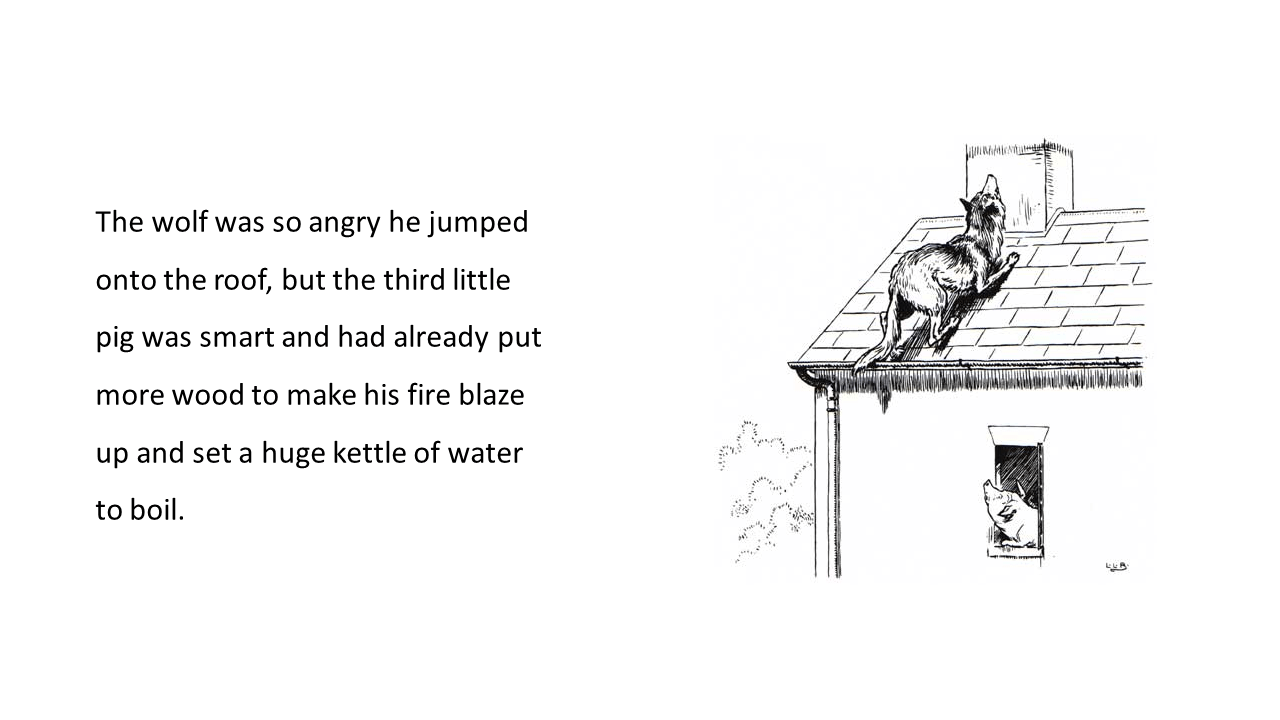 The wolf was so angry he jumped
onto the roof, but the third little
pig was smart and had already put
more wood to make his fire blaze
up and set a huge kettle of water
to boil.
L.L.B.